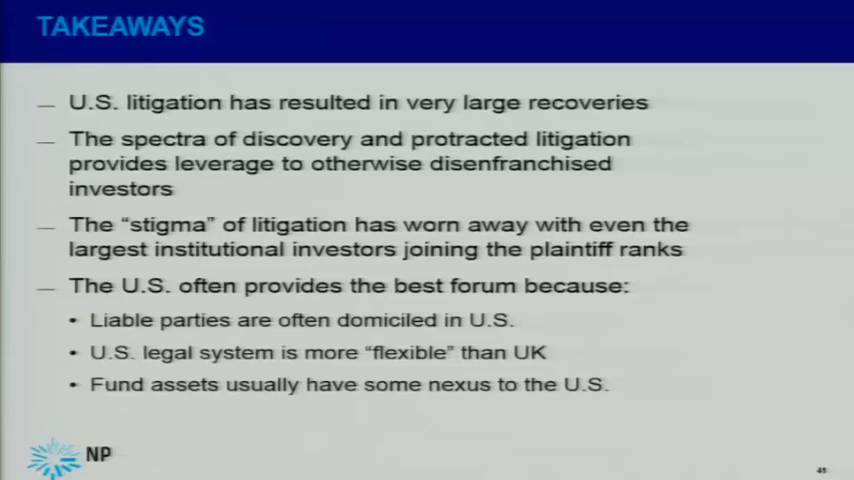 TAKEAWAYS
— U.S. litigation has resulted in very large recoveries
— The spectra of discovery and protracted litigation
provides leverage to otherwise disenfranchised
investors
— The “stigma” of litigation has worn away with even the
largest institutional investors joining the plaintiff ranks
— The U.S. often provides the best forum because:
• Liable parties are often domiciled in U.S.
• U.S. legal system is more “flexible” than UK
• Fund assets usually have some nexus to the U.S.
NP